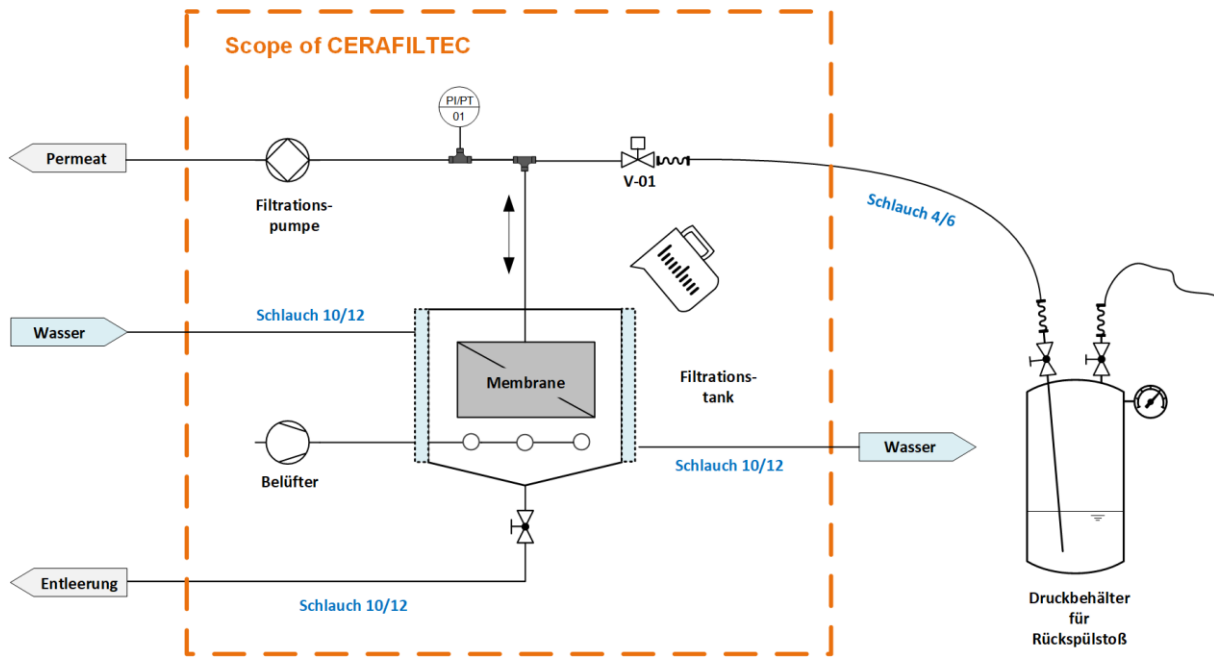 Scope of CERAFILTEC
PI/PT
01
Permeat
Filtrations-
pumpe
V-01
Schlauch 4/6
Schlauch 10/12
Wasser
Membrane
Filtrations-
tank
Belüfter
Schlauch 10/12
Wasser
Entleerung
Schlauch 10/12
Druckbehälter
für
Rückspülstoß